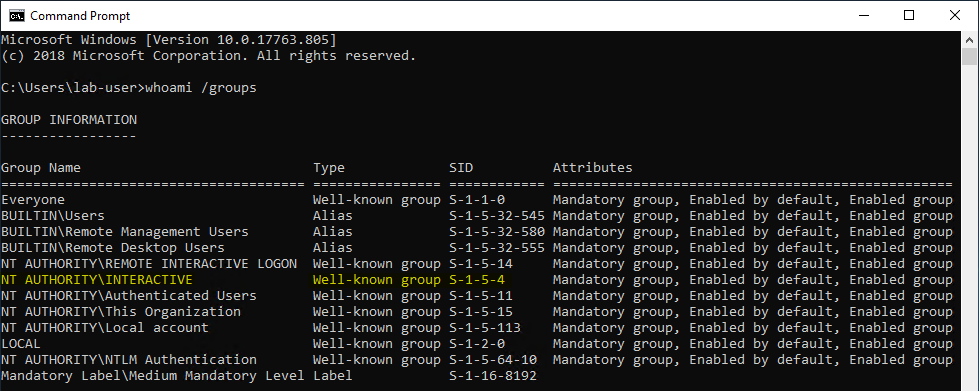 Command Prompt
Microsoft Windows [Version 10.0.17763.805]
(c) 2018 Microsoft Corporation. All rights reserved.
C:\Users\lab-user>whoami /groups
GROUP INFORMATION
-----------------
Group Name                             Type             SID          Attributes
====================================== ================ ============ ==================================================
Everyone                               Well-known group S-1-1-0      Mandatory group, Enabled by default, Enabled group
BUILTIN\Users                          Alias            S-1-5-32-545 Mandatory group, Enabled by default, Enabled group
BUILTIN\Remote Management Users        Alias            S-1-5-32-580 Mandatory group, Enabled by default, Enabled group
BUILTIN\Remote Desktop Users           Alias            S-1-5-32-555 Mandatory group, Enabled by default, Enabled group
NT AUTHORITY\REMOTE INTERACTIVE LOGON  Well-known group S-1-5-14     Mandatory group, Enabled by default, Enabled group
NT AUTHORITY\INTERACTIVE               Well-known group S-1-5-4      Mandatory group, Enabled by default, Enabled group
NT AUTHORITY\Authenticated Users       Well-known group S-1-5-11     Mandatory group, Enabled by default, Enabled group
NT AUTHORITY\This Organization         Well-known group S-1-5-15     Mandatory group, Enabled by default, Enabled group
NT AUTHORITY\Local account             Well-known group S-1-5-113    Mandatory group, Enabled by default, Enabled group
LOCAL                                  Well-known group S-1-2-0      Mandatory group, Enabled by default, Enabled group
NT AUTHORITY\NTLM Authentication       Well-known group S-1-5-64-10  Mandatory group, Enabled by default, Enabled group
Mandatory Label\Medium Mandatory Level Label            S-1-16-8192